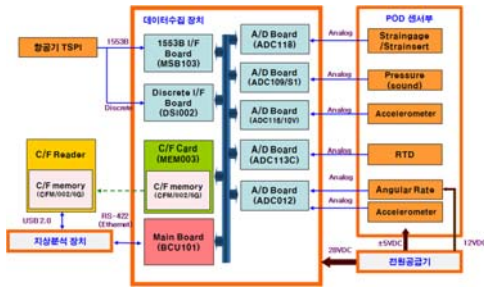 데이터수집 장치
POD 센서부
항공기 TSPI
1553B
Discrete
1553B I/F
Board
(MSB103)
Discrete I/F
Board
(DSI002)
C/F Card
(MEM003)
C/F memory
(CFM/002/6G)
Main Board
(BCU101)
A/D Board
(ADC118)
A/D Board
(ADC109/S1)
A/D Board
(ADC116/10V)
A/D Board
(ADC113C)
A/D Board
(ADC012)
Analog
Analog
Analog
Analog
Analog
Analog
Straingage
/Strainsert
Pressure
(sound)
Accelerometer
RTD
Angular Rate
Accelerometer
C/F Reader
C/F memory
(CFM/002/6G)
USB 2.0
RS-422
(Ethernet)
지상분석 장치
28VDC
±5VDC
12VDC
전원공급기